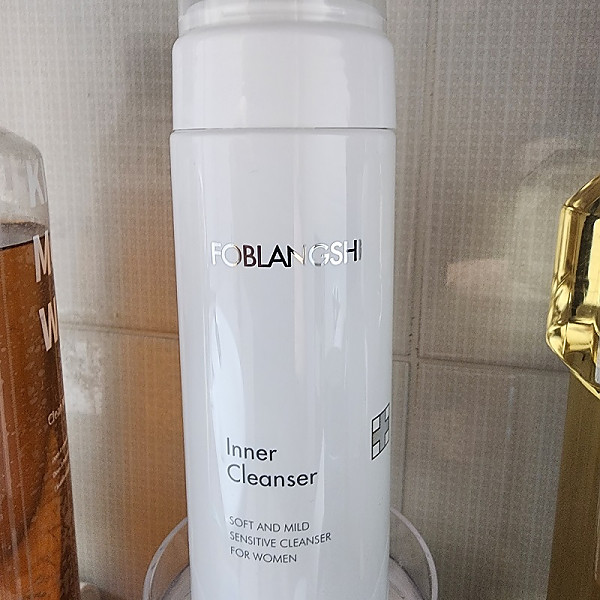 FOBLANGSHI
Inner
Cleanser
SOFT AND MILD
SENSITIVE CLEANSER
FOR WOMEN